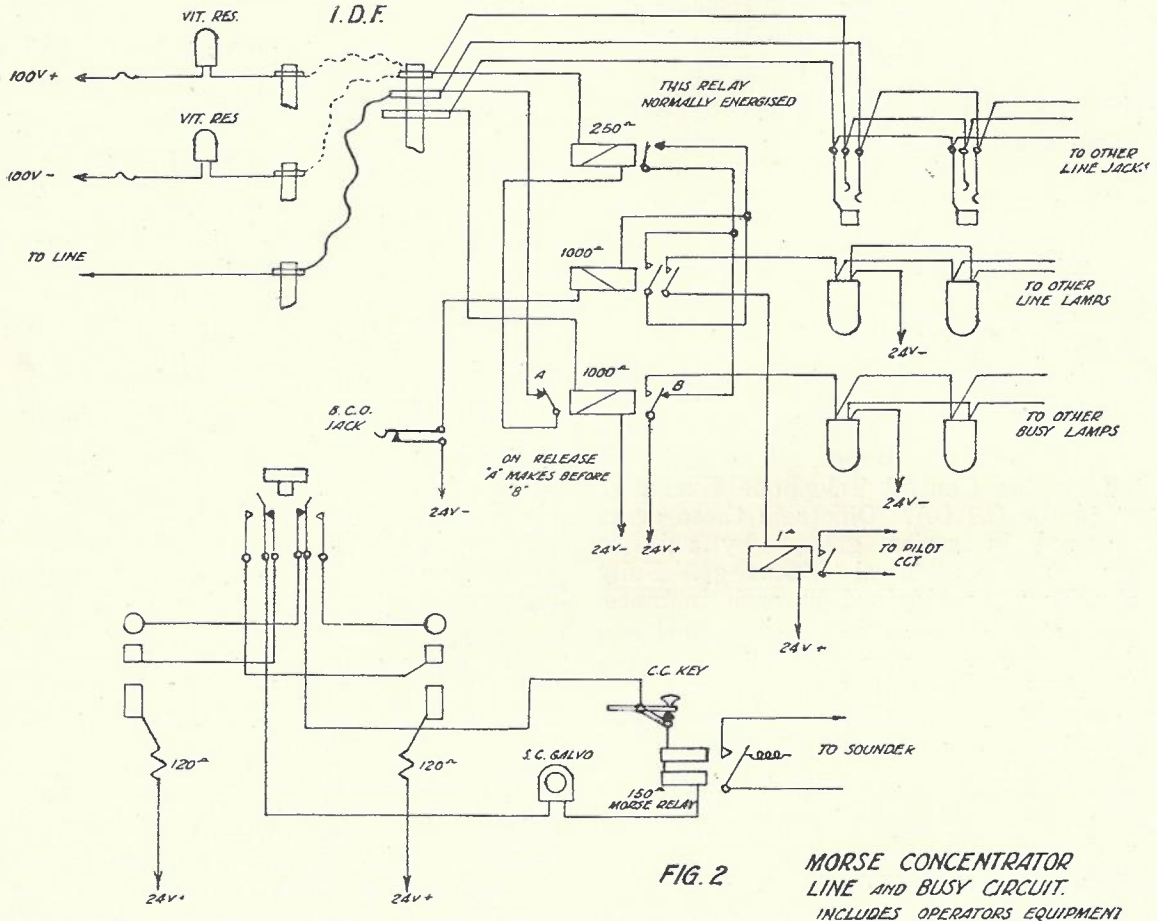 VIT. RES.
I.D.F.
100V+
VIT. RES
100V-
TO LINE
THIS RELAY
NORMALLY ENERGISED
250Ω
TO OTHER
LINE JACKS
1000Ω
TO OTHER
LINE LAMPS
24V-
1000Ω
A
B
B.C.O.
JACK
TO OTHER
BUSY LAMPS
ON RELEASE
"A" MAKES BEFORE
"B"
24V-
24V-
24V-
24V+
1Ω
TO PILOT
CCT
24V+
C.C. KEY
S.C. GALVO
TO SOUNDER
120Ω
120Ω
150Ω
MORSE RELAY
24V+
24V+
FIG. 2
MORSE CONCENTRATOR
LINE AND BUSY CIRCUIT.
INCLUDES OPERATORS EQUIPMENT